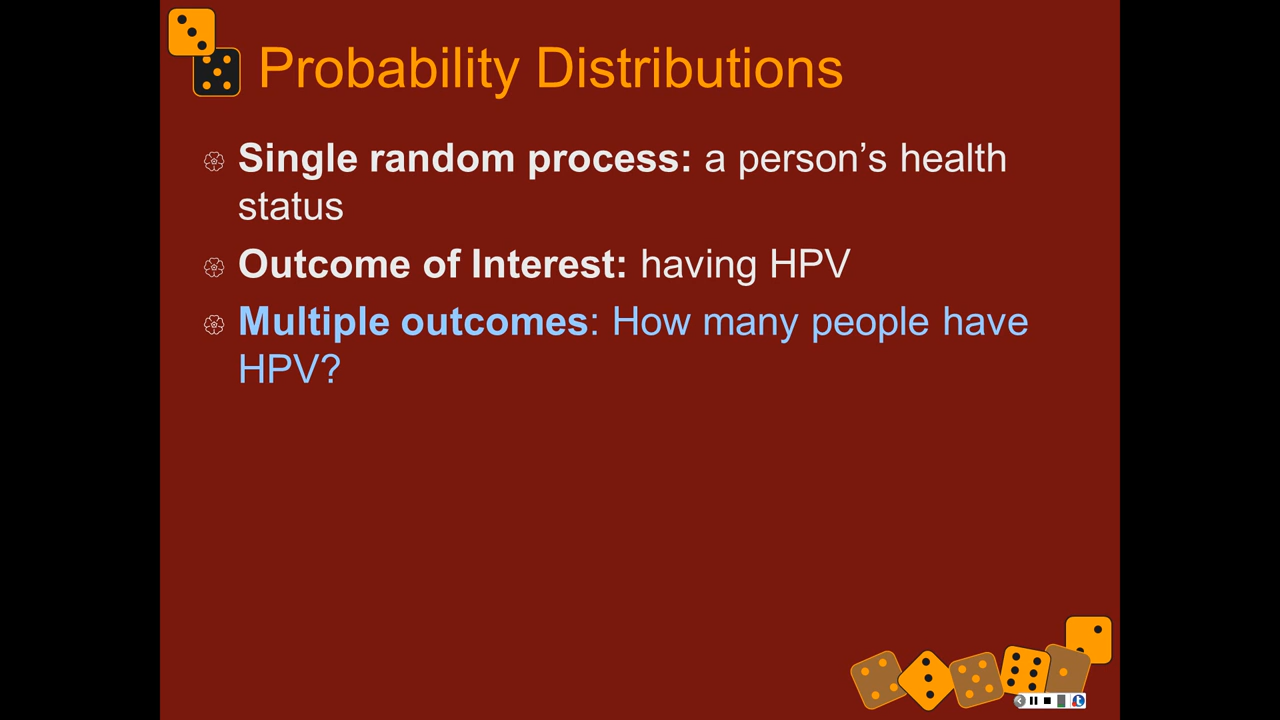 Probability Distributions
Single random process: a person’s health
status
Outcome of Interest: having HPV
Multiple outcomes: How many people have
HPV?